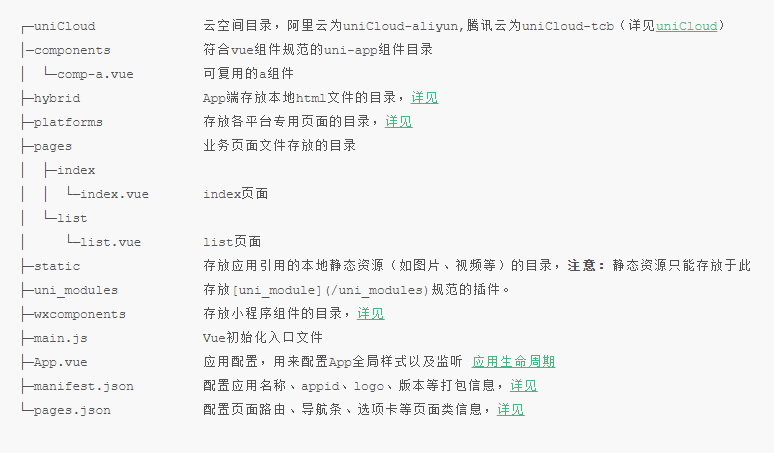 ┌─uniCloud 云空间目录，阿里云为uniCloud-aliyun,腾讯云为uniCloud-tcb（详见uniCloud）
│─components 符合vue组件规范的uni-app组件目录
│ └─comp-a.vue 可复用的a组件
├─hybrid App端存放本地html文件的目录，详见
├─platforms 存放各平台专用页面的目录，详见
├─pages 业务页面文件存放的目录
│ ├─index
│ │ └─index.vue index页面
│ └─list
│ └─list.vue list页面
├─static 存放应用引用的本地静态资源（如图片、视频等）的目录，注意：静态资源只能存放于此
├─uni_modules 存放[uni_module](/uni_modules)规范的插件。
├─wxcomponents 存放小程序组件的目录，详见
├─main.js Vue初始化入口文件
├─App.vue 应用配置，用来配置App全局样式以及监听 应用生命周期
├─manifest.json 配置应用名称、appid、logo、版本等打包信息，详见
└─pages.json 配置页面路由、导航条、选项卡等页面类信息，详见